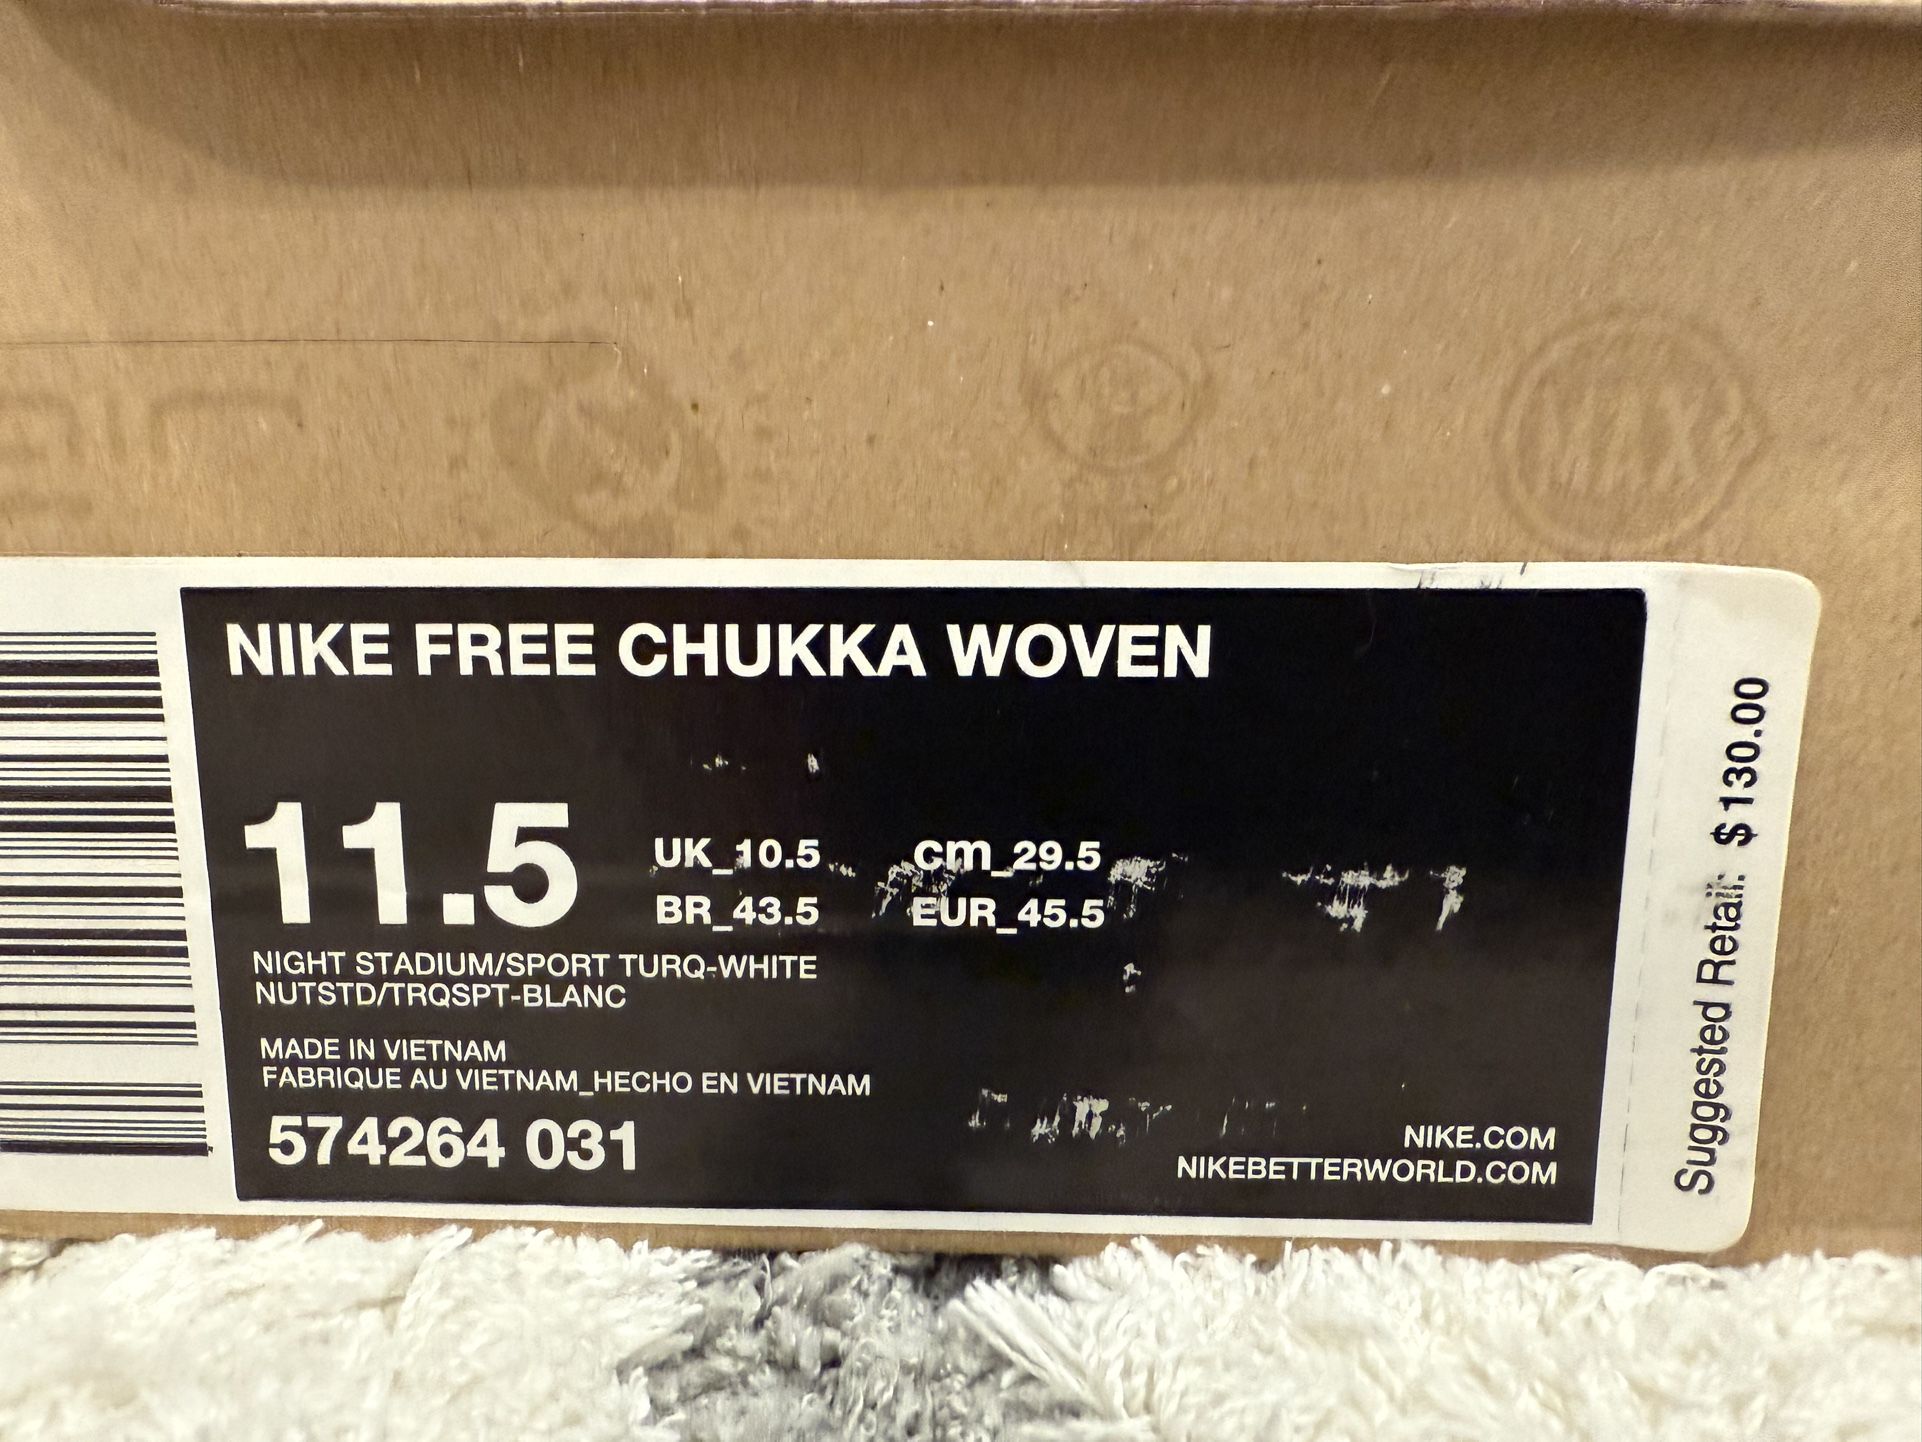 NIKE FREE CHUKKA WOVEN
11.5
UK_10.5 cm_29.5
BR_43.5 EUR_45.5
NIGHT STADIUM/SPORT TURQ-WHITE
NUTSTD/TRQSPT-BLANC
MADE IN VIETNAM
FABRIQUE AU VIETNAM_HECHO EN VIETNAM
574264 031
NIKE.COM
NIKEBETTERWORLD.COM
Suggested Retail: $130.00